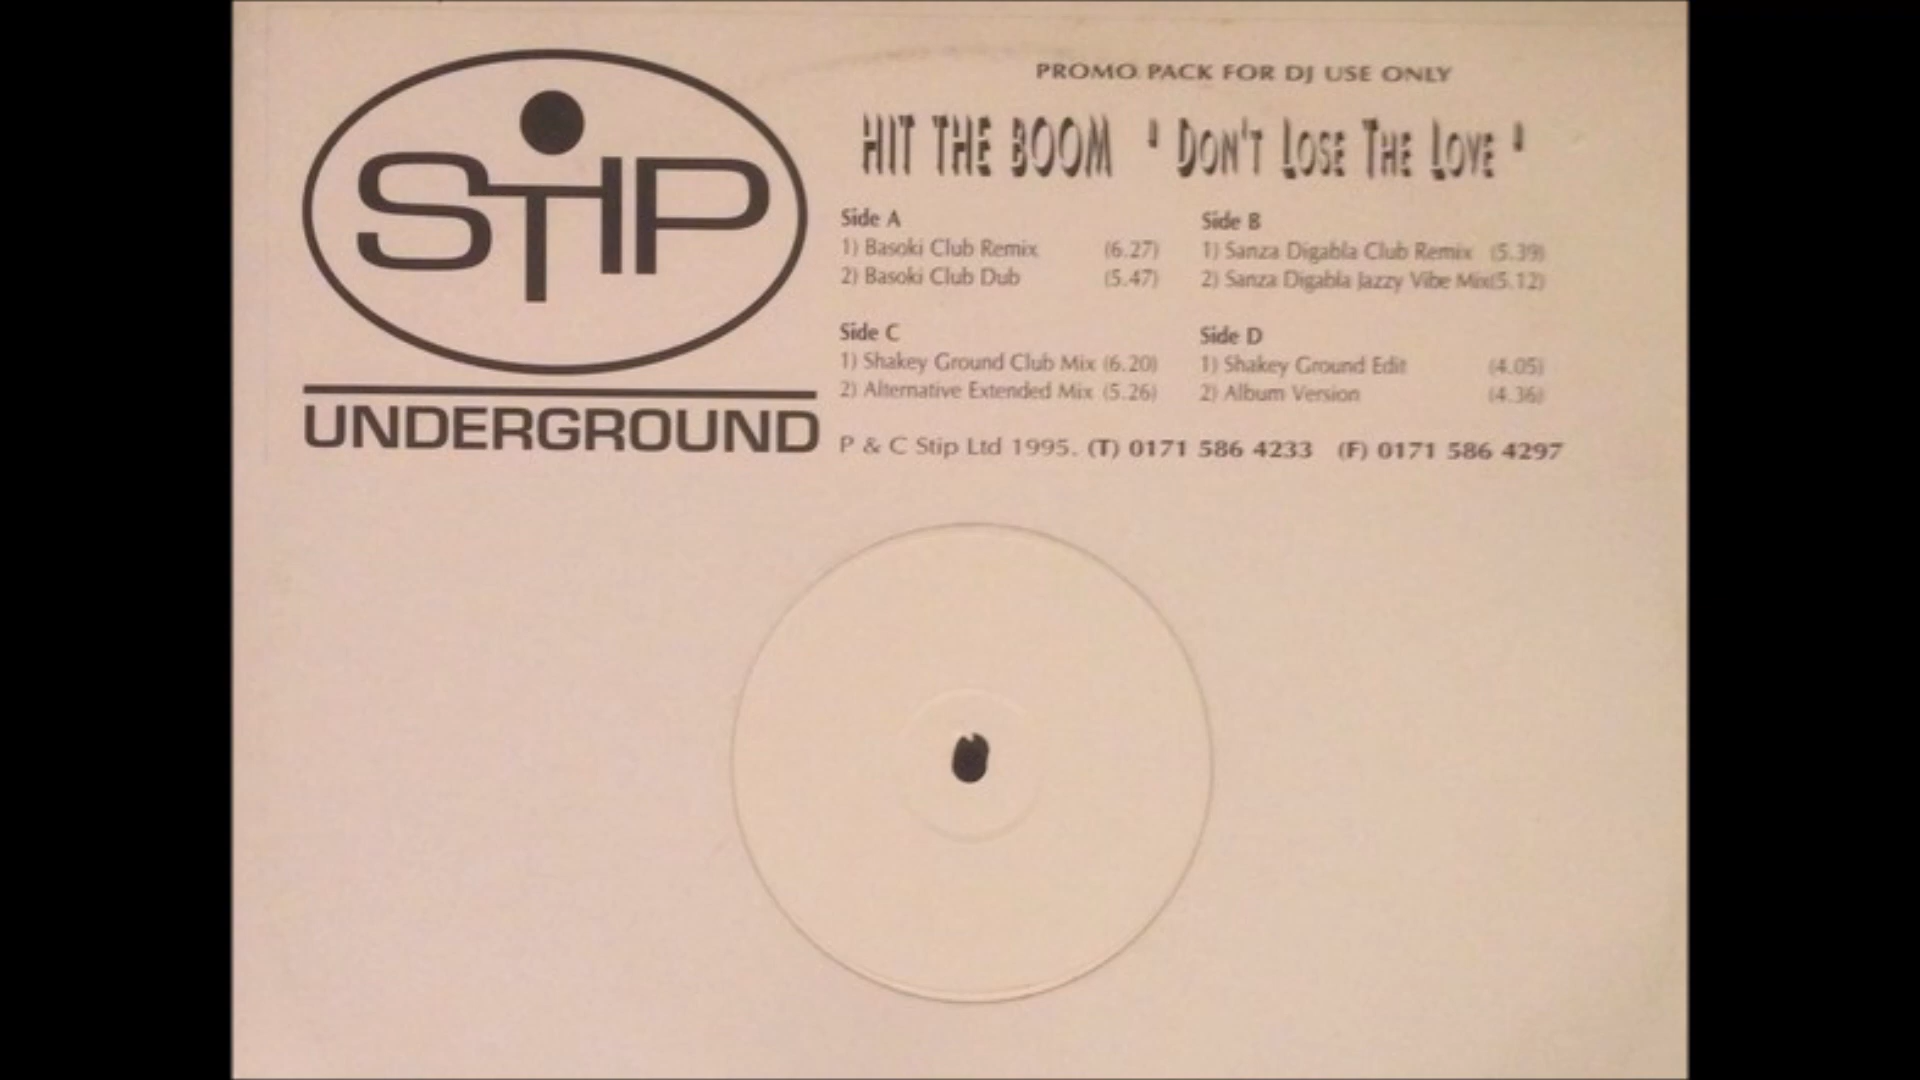 STIP
UNDERGROUND
PROMO PACK FOR DJ USE ONLY
HIT THE BOOM ' DON'T LOSE THE LOVE '
Side A
1) Basoki Club Remix (6.27)
2) Basoki Club Dub (5.47)
Side B
1) Sanza Digabla Club Remix (5.39)
2) Sanza Digabla Jazzy Vibe Mix(5.12)
Side C
1) Shakey Ground Club Mix (6.20)
2) Alternative Extended Mix (5.26)
Side D
1) Shakey Ground Edit (4.05)
2) Album Version (4.36)
P & C Stip Ltd 1995. (T) 0171 586 4233 (F) 0171 586 4297